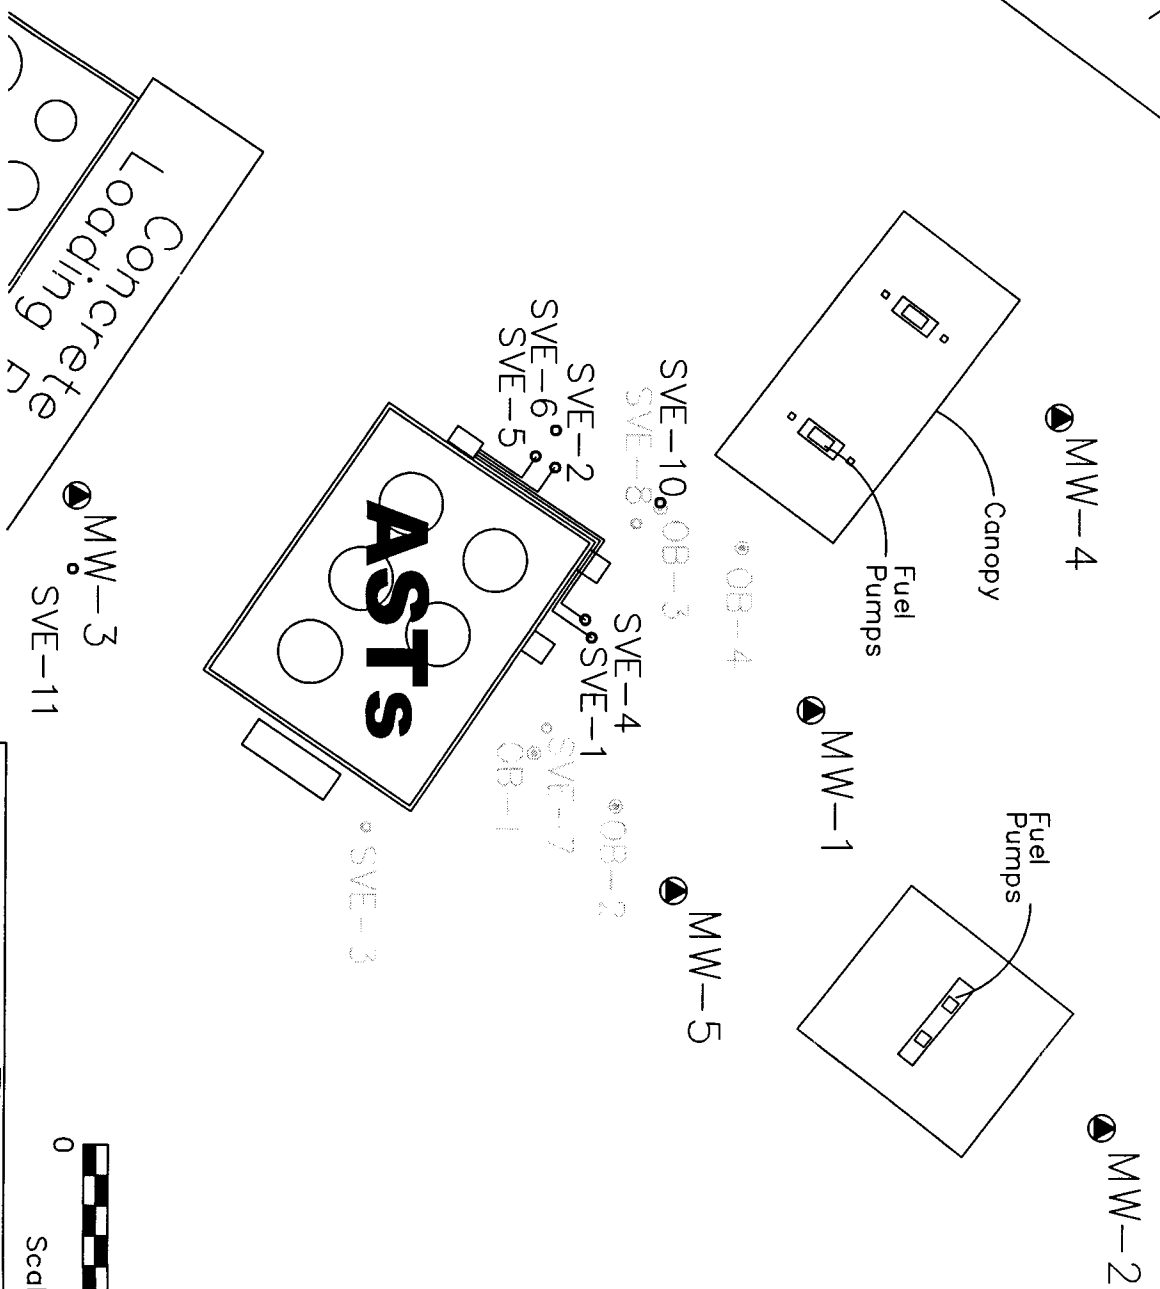 MW-4
Canopy
Fuel
Pumps
MW-2
Fuel
Pumps
MW-1
OB-4
MW-5
SVE-10
SVE-8
OB-3
SVE-2
SVE-6
SVE-5
SVE-4
SVE-1
OB-2
SVE-7
OB-1
ASTs
SVE-3
Concrete
Loading
MW-3
SVE-11
0